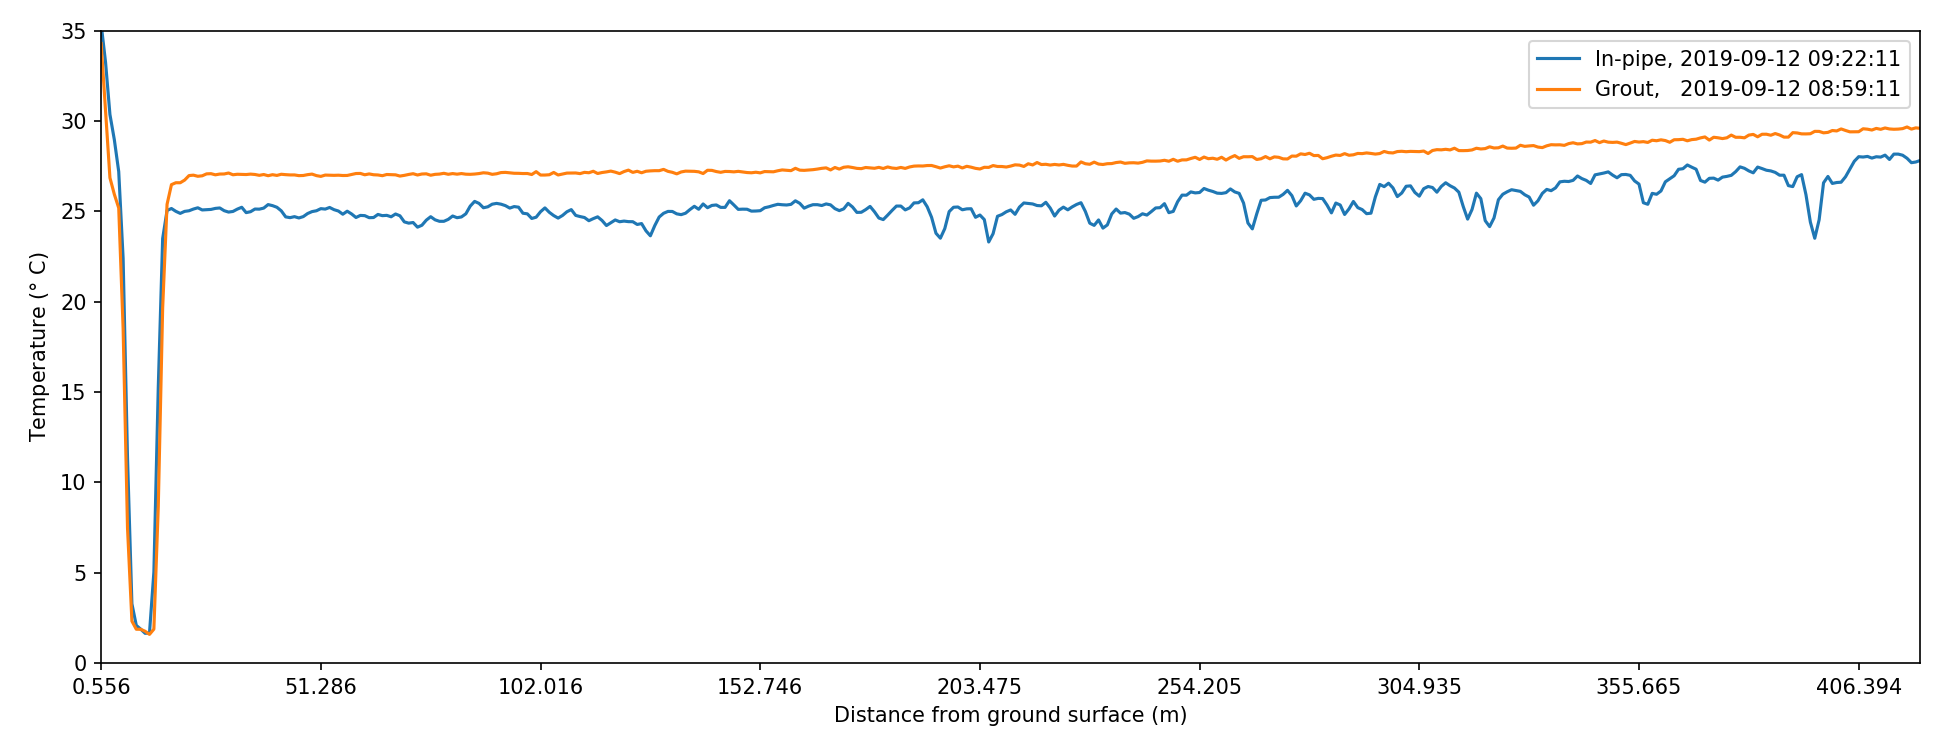 35
30
25
20
15
10
5
0
Temperature (° C)
In-pipe, 2019-09-12 09:22:11
Grout,   2019-09-12 08:59:11
0.556 51.286 102.016 152.746 203.475 254.205 304.935 355.665 406.394
Distance from ground surface (m)